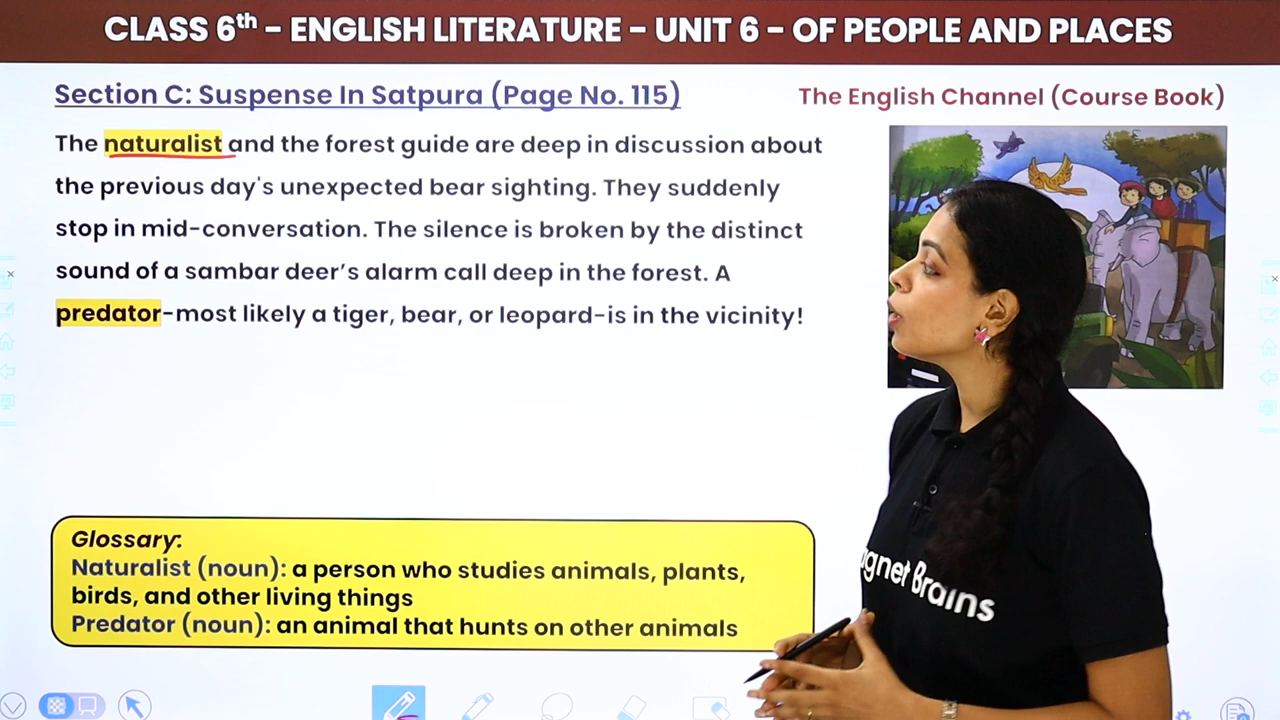 CLASS 6th – ENGLISH LITERATURE – UNIT 6 – OF PEOPLE AND PLACES
Section C: Suspense In Satpura (Page No. 115)
The English Channel (Course Book)
The naturalist and the forest guide are deep in discussion about
the previous day's unexpected bear sighting. They suddenly
stop in mid-conversation. The silence is broken by the distinct
sound of a sambar deer’s alarm call deep in the forest. A
predator-most likely a tiger, bear, or leopard-is in the vicinity!
Glossary:
Naturalist (noun): a person who studies animals, plants,
birds, and other living things
Predator (noun): an animal that hunts on other animals
Brains